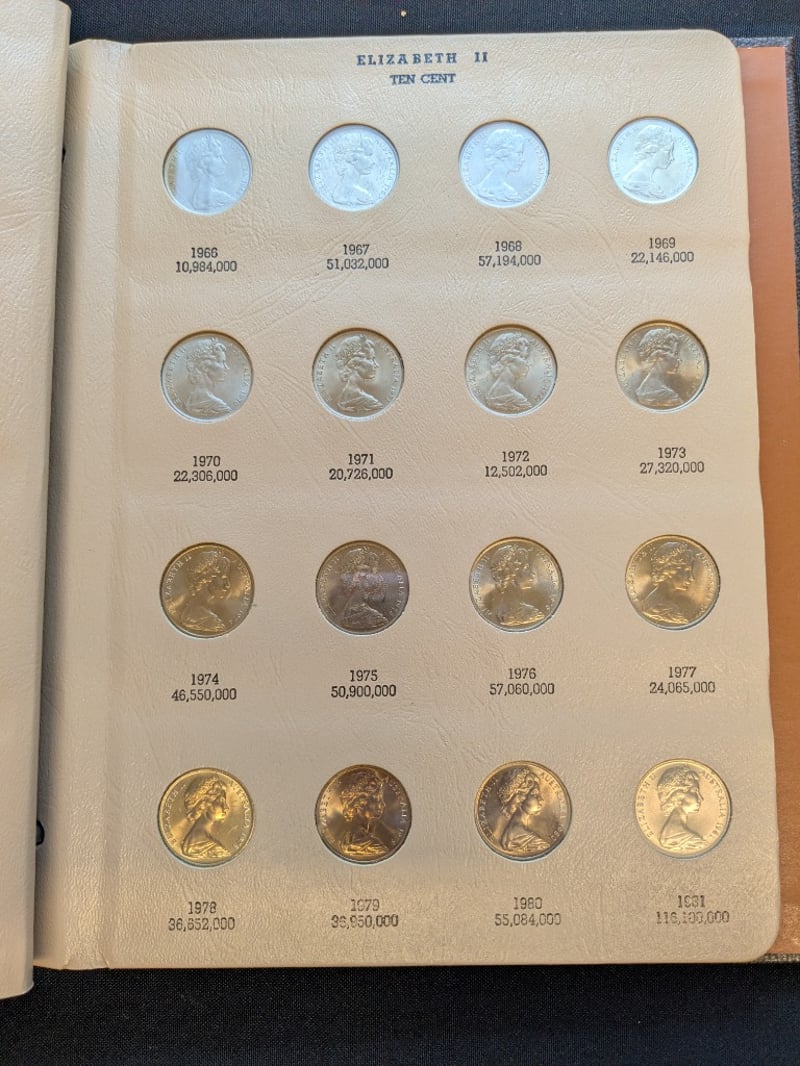 ELIZABETH II
TEN CENT
1966 1967 1968 1969
10,984,000 51,032,000 57,194,000 22,146,000
1970 1971 1972 1973
22,306,000 20,726,000 12,502,000 27,320,000
1974 1975 1976 1977
46,550,000 50,900,000 57,060,000 24,065,000
1978 1979 1980 1981
36,652,000 36,950,000 55,084,000 116,100,000